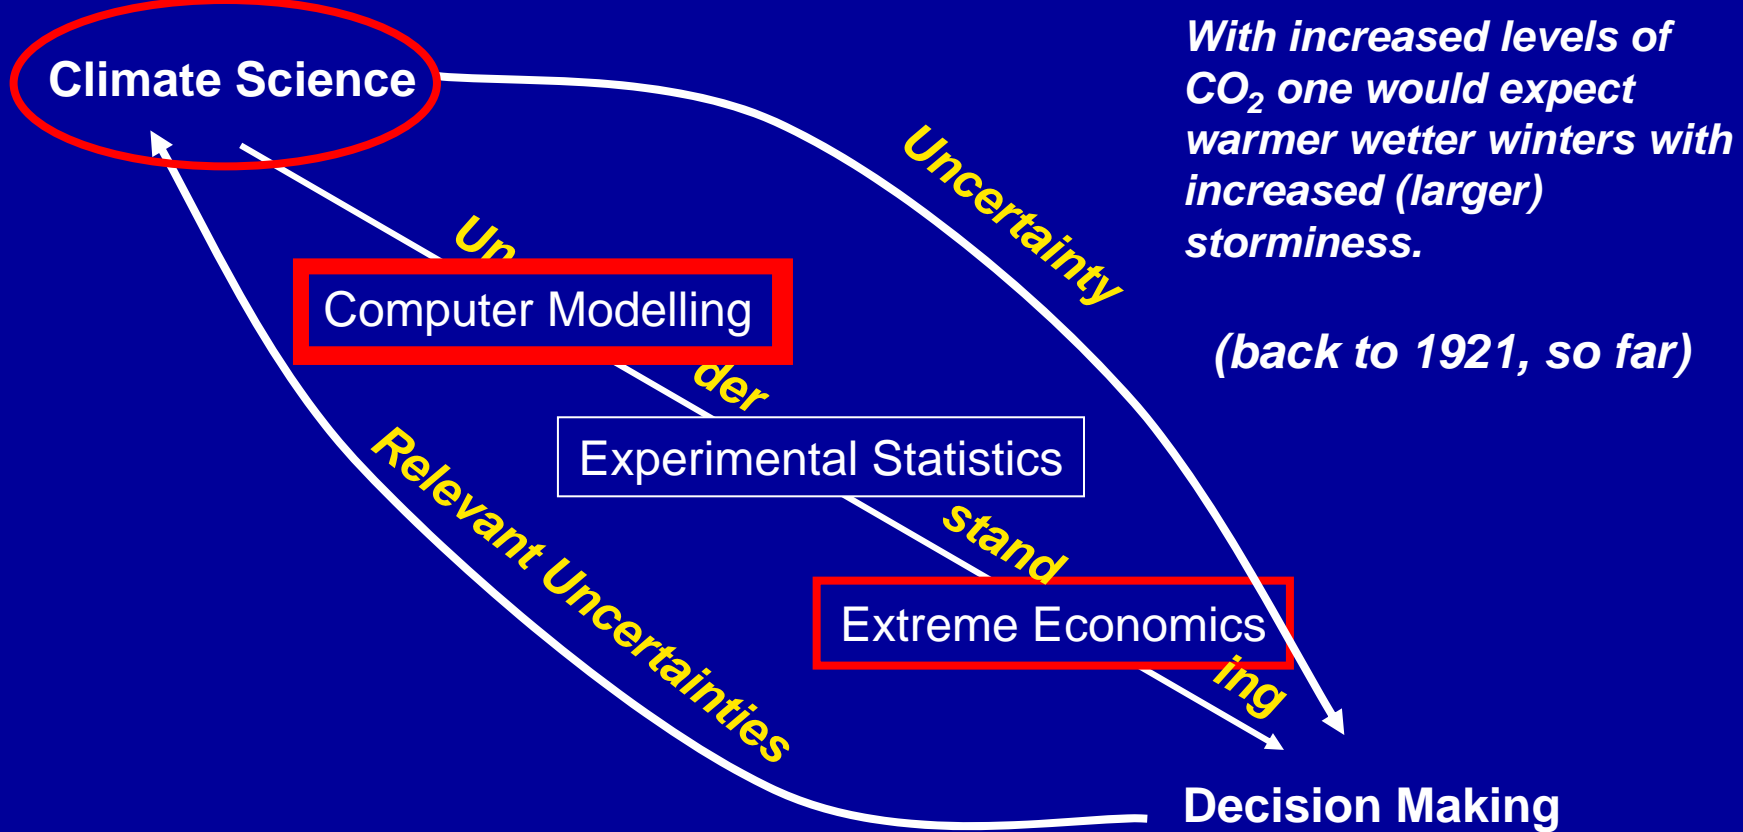 Climate Science
With increased levels of
CO₂ one would expect
warmer wetter winters with
increased (larger)
storminess.
(back to 1921, so far)
Uncertainty
Un
Computer Modelling
der
Experimental Statistics
stand
Extreme Economics
ing
Relevant Uncertainties
Decision Making